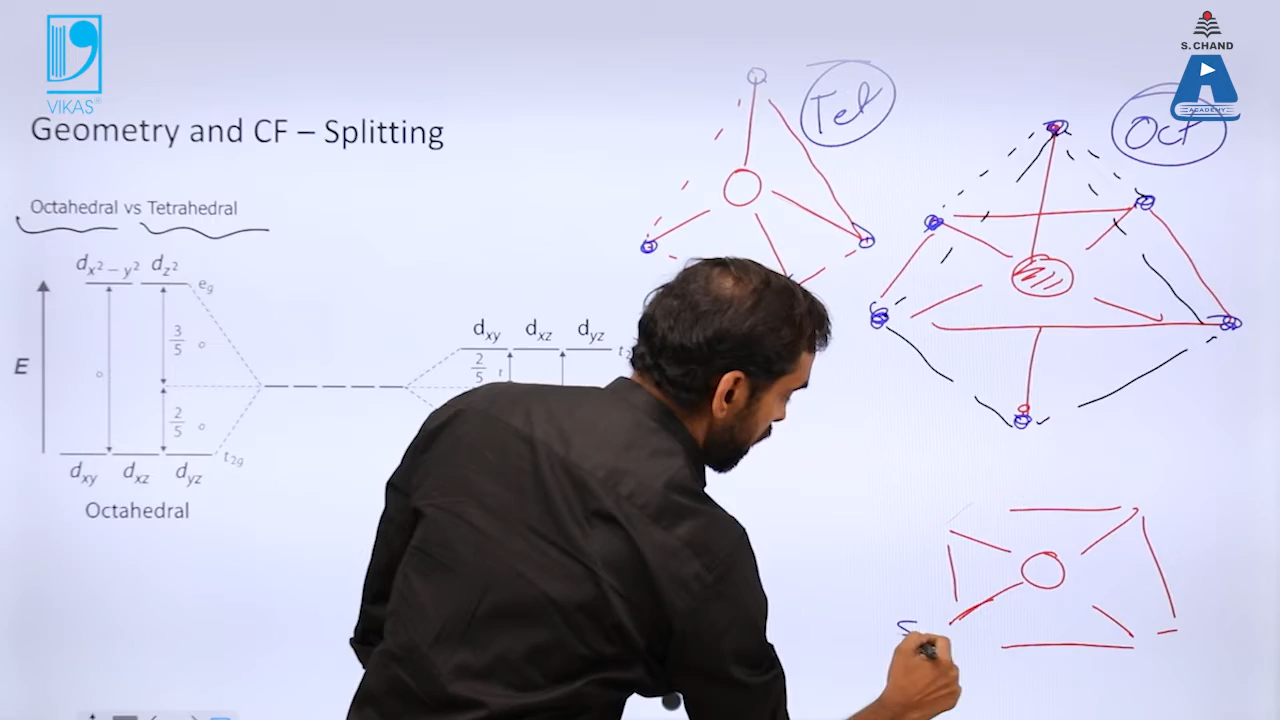 VIKAS®
S. CHAND
ACADEMY
Geometry and CF – Splitting
Tet
Oct
Octahedral vs Tetrahedral
dx² – y² dz²
eg
3/5 o
E
o
2/5 o
t2g
dxy dxz dyz
Octahedral
dxy dxz dyz
2/5 t
S